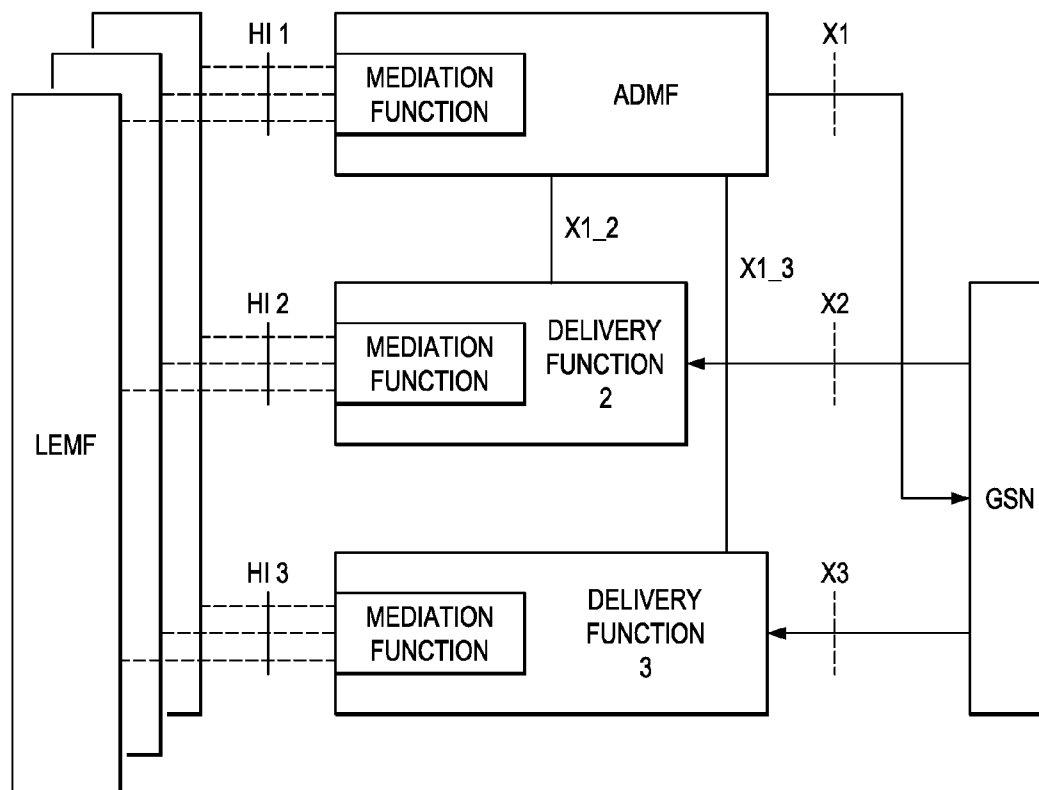 HI 1
X1
MEDIATION
FUNCTION
ADMF
X1_2
X1_3
HI 2
X2
MEDIATION
FUNCTION
DELIVERY
FUNCTION
2
LEMF
GSN
HI 3
X3
MEDIATION
FUNCTION
DELIVERY
FUNCTION
3